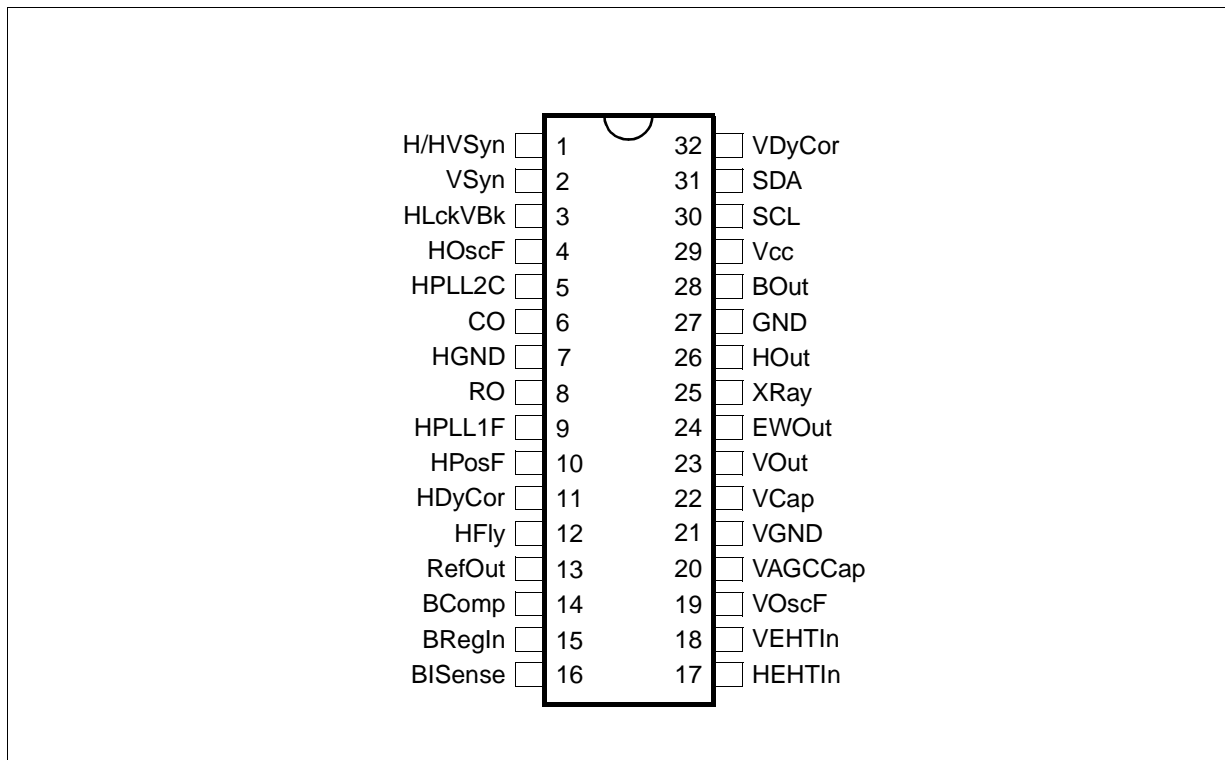 H/HVSyn 1 32 VDyCor
VSyn 2 31 SDA
HLckVBk 3 30 SCL
HOscF 4 29 Vcc
HPLL2C 5 28 BOut
CO 6 27 GND
HGND 7 26 HOut
RO 8 25 XRay
HPLL1F 9 24 EWOut
HPosF 10 23 VOut
HDyCor 11 22 VCap
HFly 12 21 VGND
RefOut 13 20 VAGCCap
BComp 14 19 VOscF
BRegIn 15 18 VEHTIn
BISense 16 17 HEHTIn